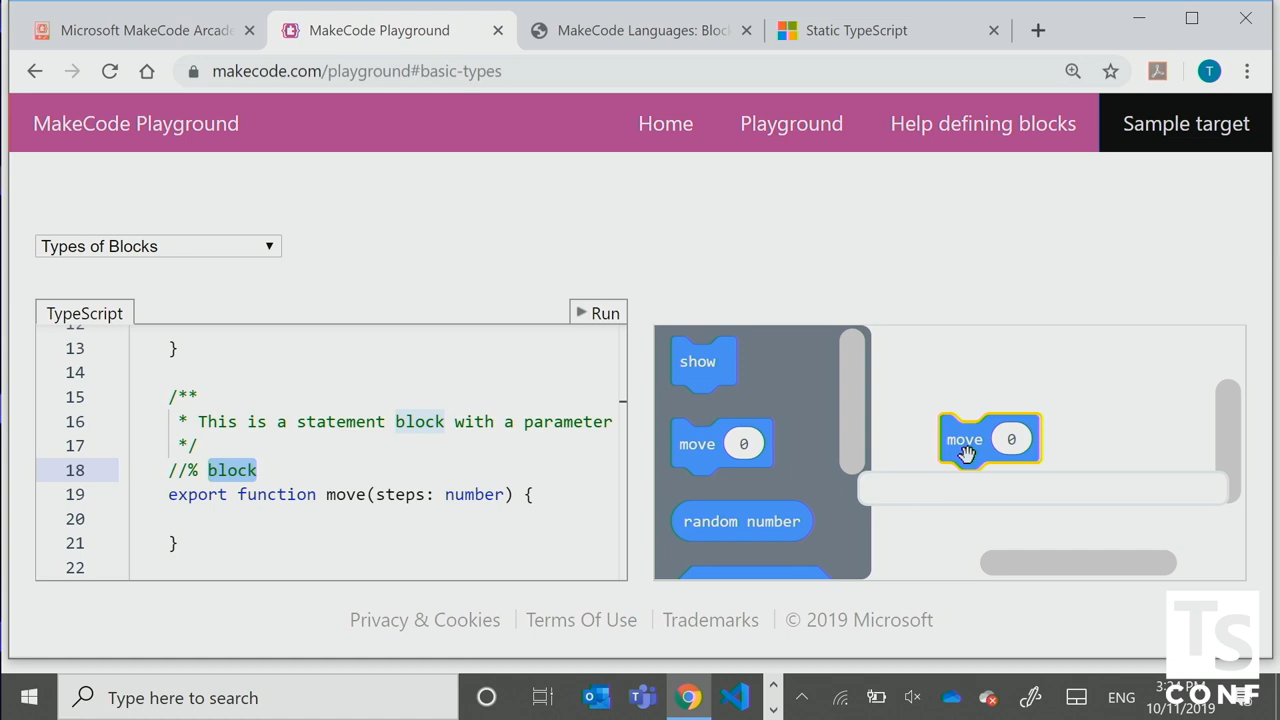 Microsoft MakeCode Arcade
MakeCode Playground
MakeCode Languages: Bloc
Static TypeScript
makecode.com/playground#basic-types
T
MakeCode Playground
Home
Playground
Help defining blocks
Sample target
Types of Blocks
TypeScript
Run
13 }
14
15 /**
16 * This is a statement block with a parameter
17 */
18 //% block
19 export function move(steps: number) {
20
21 }
22
show
move 0
random number
move 0
Privacy & Cookies
Terms Of Use
Trademarks
© 2019 Microsoft
TS
CONF
Type here to search
ENG
10/11/2019